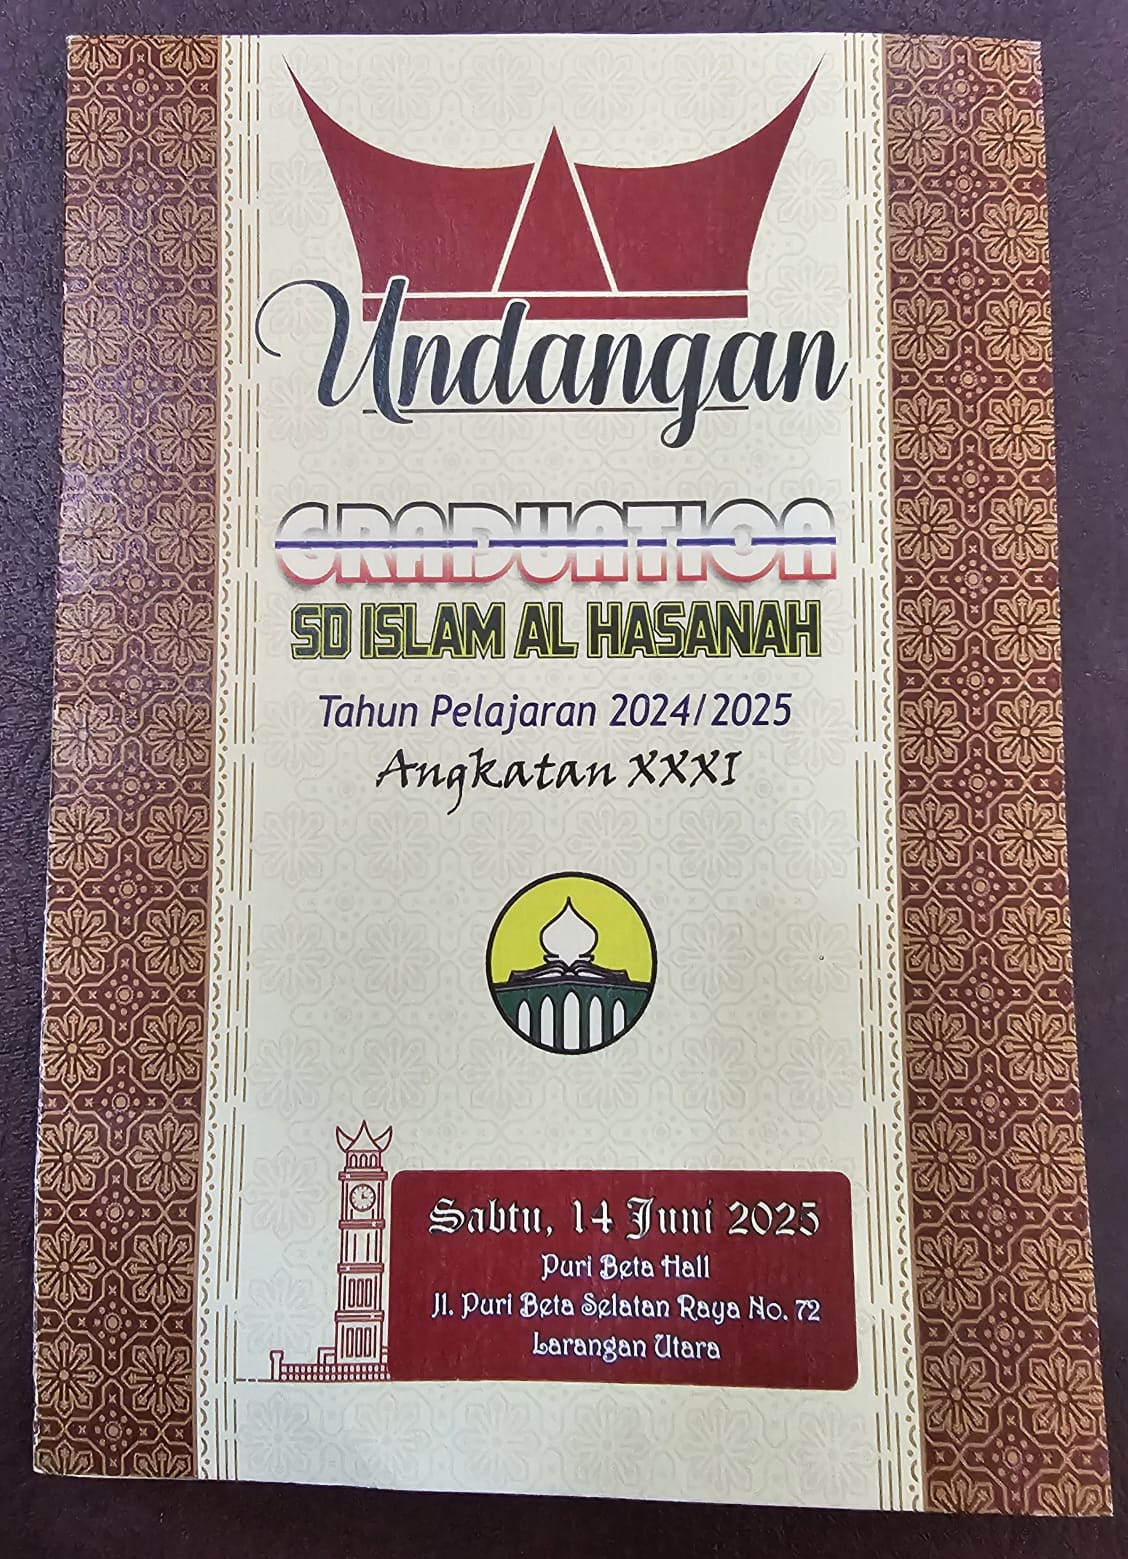 Undangan
GRADUATION
SD ISLAM AL HASANAH
Tahun Pelajaran 2024/2025
Angkatan XXXI
Sabtu, 14 Juni 2025
Puri Beta Hall
Jl. Puri Beta Selatan Raya No. 72
Larangan Utara